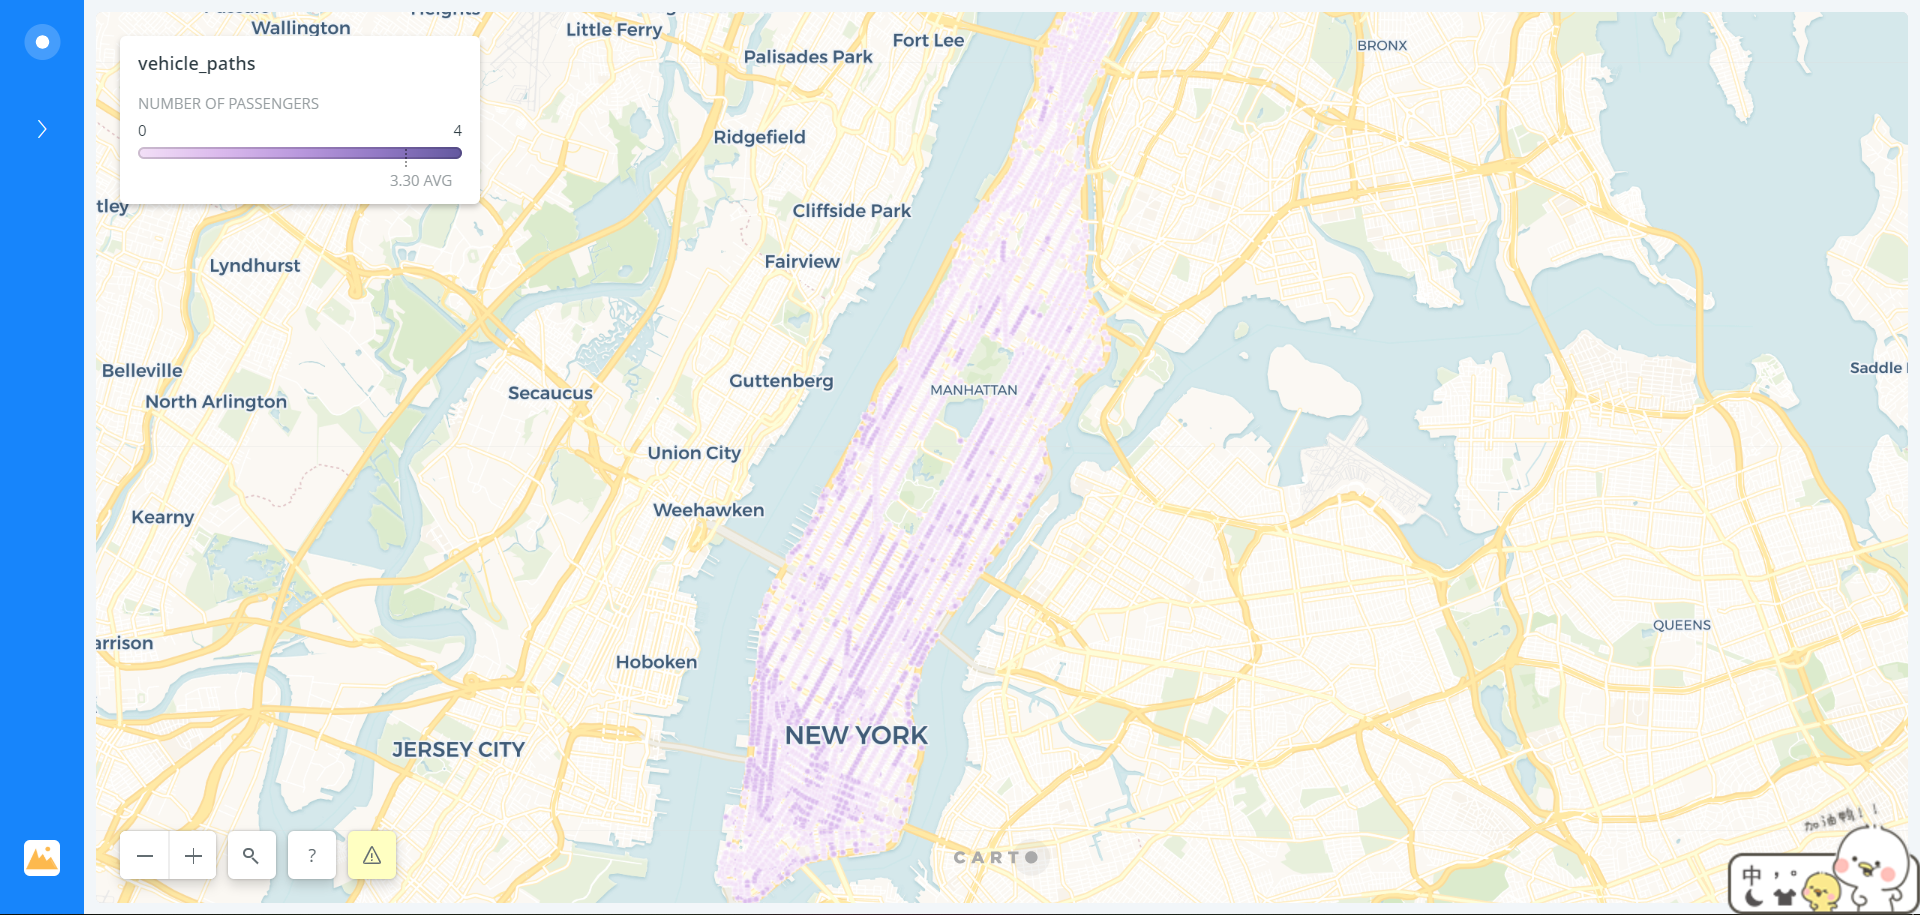 Wallington
Little Ferry
Fort Lee
BRONX
Palisades Park
vehicle_paths
NUMBER OF PASSENGERS
0 4
3.30 AVG
Ridgefield
Cliffside Park
tley
Lyndhurst
Fairview
Belleville
Secaucus
Guttenberg
MANHATTAN
Saddle
North Arlington
Union City
Kearny
Weehawken
QUEENS
arrison
Hoboken
NEW YORK
JERSEY CITY
加油鸭!!
?
CARTO
中 , 。